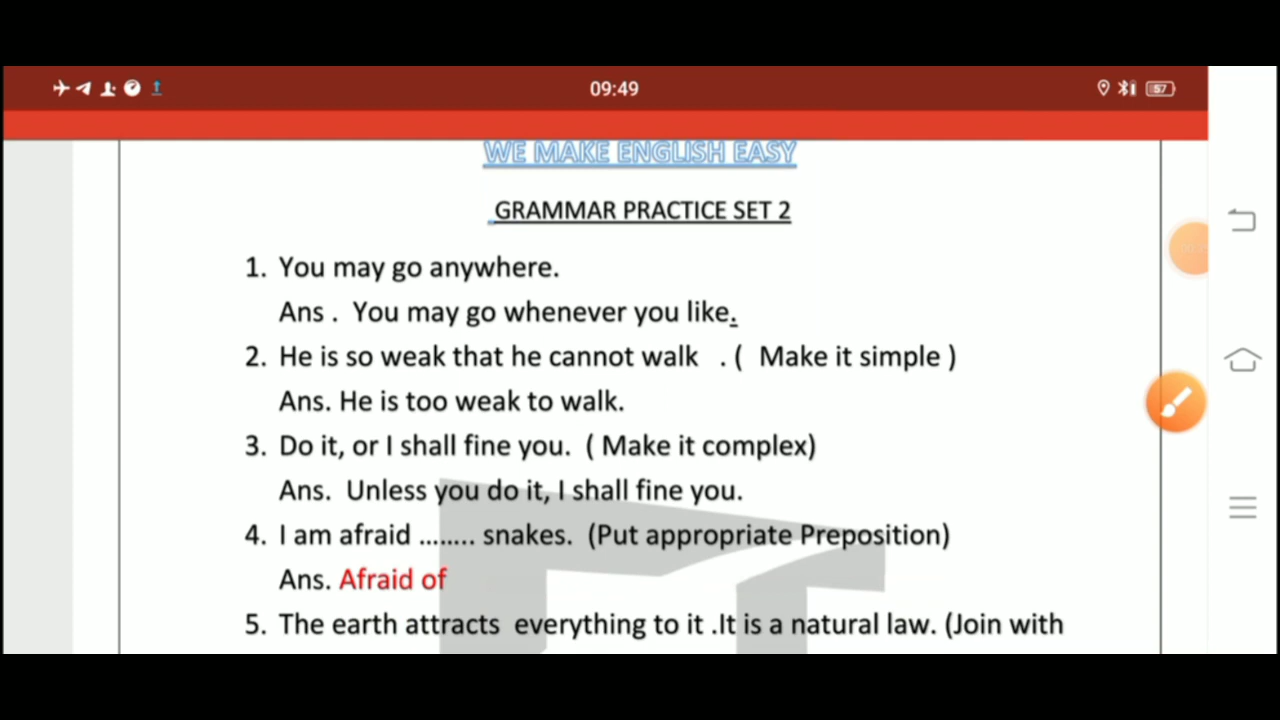 09:49
57
WE MAKE ENGLISH EASY
GRAMMAR PRACTICE SET 2
1. You may go anywhere.
Ans . You may go whenever you like.
2. He is so weak that he cannot walk . ( Make it simple )
Ans. He is too weak to walk.
3. Do it, or I shall fine you. ( Make it complex)
Ans. Unless you do it, I shall fine you.
4. I am afraid ........ snakes. (Put appropriate Preposition)
Ans. Afraid of
5. The earth attracts everything to it .It is a natural law. (Join with